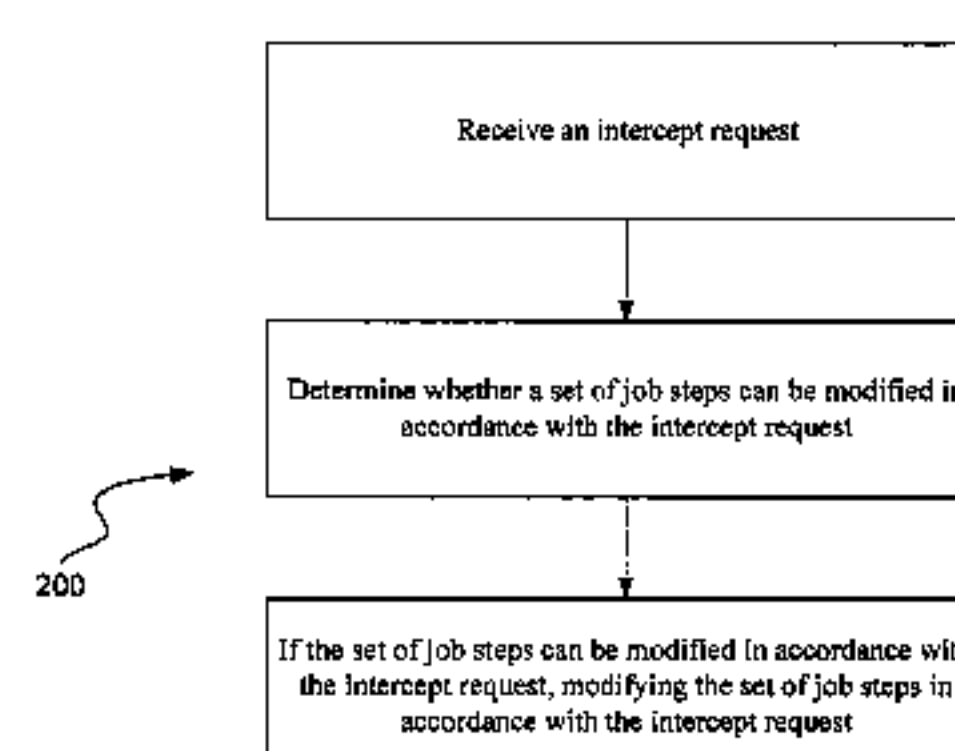 Receive an intercept request
Determine whether a set of job steps can be modified in
accordance with the intercept request
200
If the set of job steps can be modified in accordance wit
the intercept request, modifying the set of job steps in
accordance with the intercept request